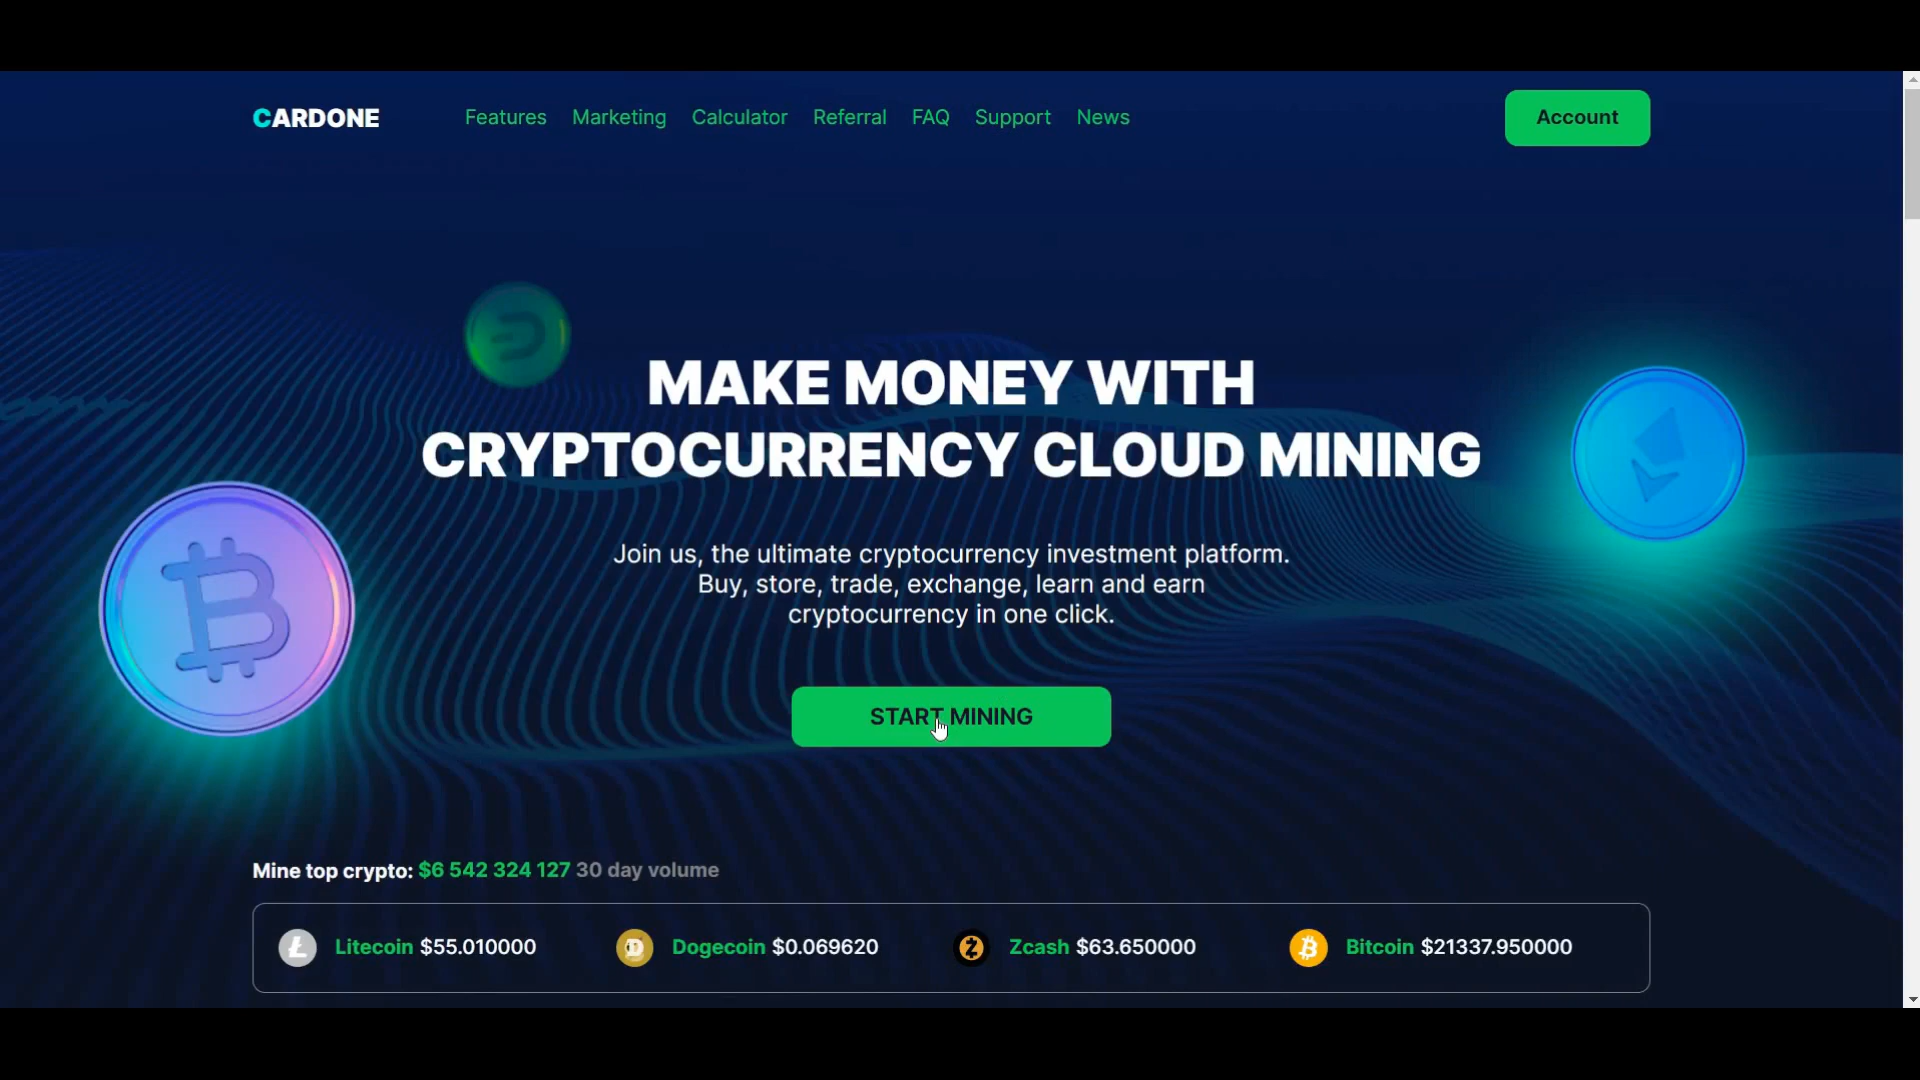 CARDONE
Features Marketing Calculator Referral FAQ Support News
Account
MAKE MONEY WITH
CRYPTOCURRENCY CLOUD MINING
Join us, the ultimate cryptocurrency investment platform.
Buy, store, trade, exchange, learn and earn
cryptocurrency in one click.
START MINING
Mine top crypto: $6 542 324 127 30 day volume
Litecoin $55.010000 Dogecoin $0.069620 Zcash $63.650000 Bitcoin $21337.950000